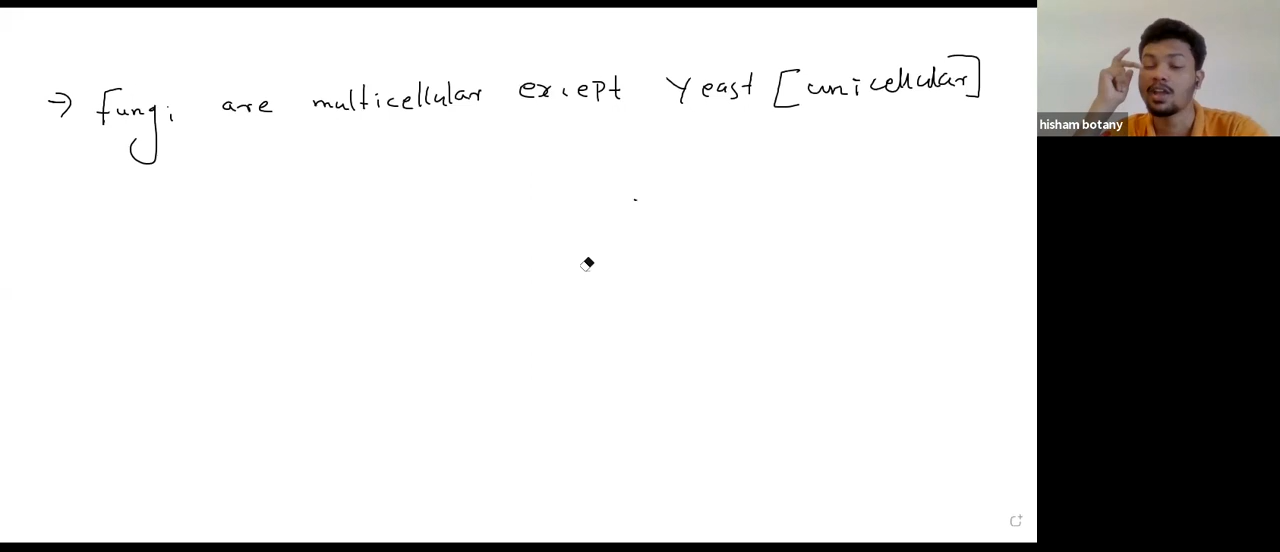 → Fungi are multicellular except Yeast [unicellular]
hisham botany